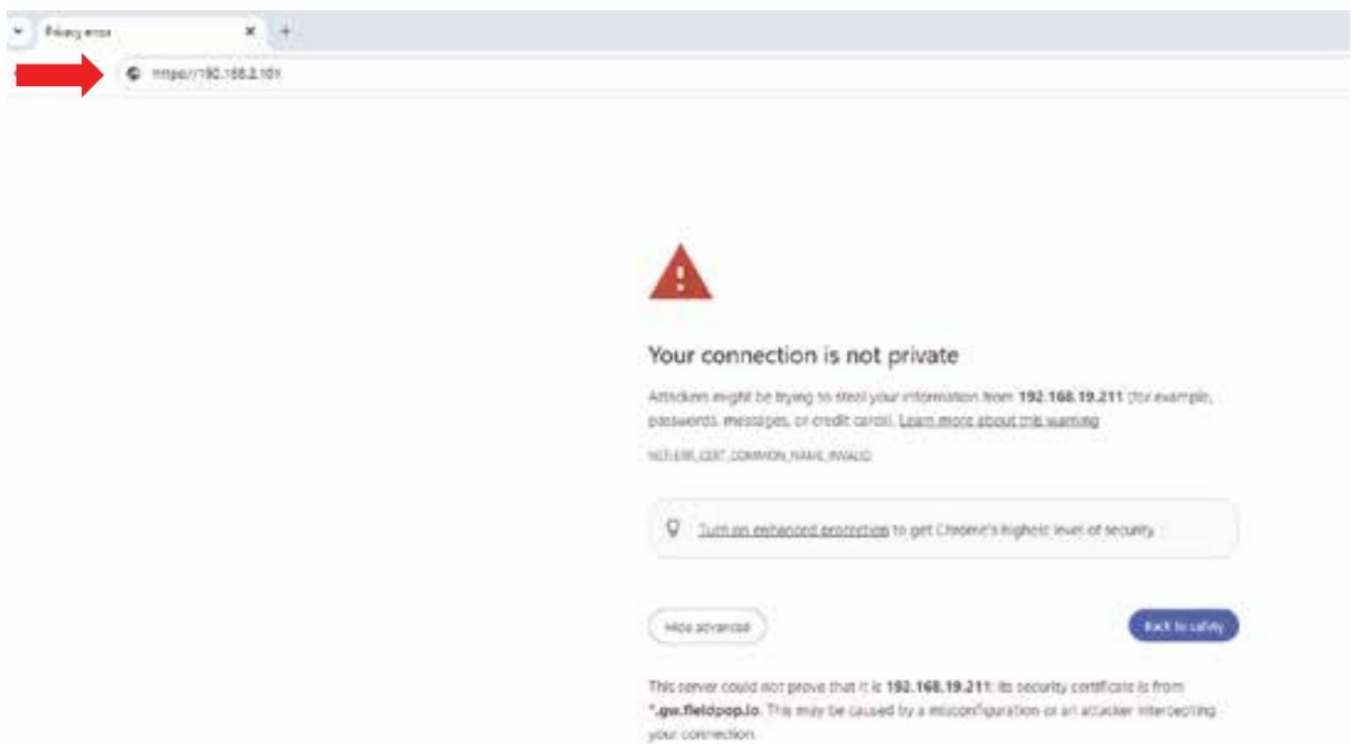 Privacy error
https://192.168.2.101
Your connection is not private
Attackers might be trying to steal your information from 192.168.19.211 (for example,
passwords, messages, or credit cards). Learn more about this warning
NET::ERR_CERT_COMMON_NAME_INVALID
Turn on enhanced protection to get Chrome's highest level of security
Hide advanced
Back to safety
This server could not prove that it is 192.168.19.211; its security certificate is from
*.gw.fieldpop.io. This may be caused by a misconfiguration or an attacker intercepting
your connection.